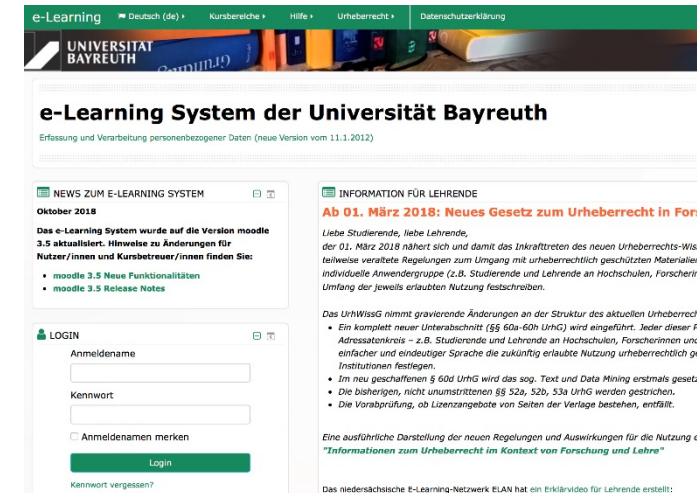 e-Learning
Deutsch (de)
Kursbereiche
Hilfe
Urheberrecht
Datenschutzerklärung
UNIVERSITÄT
BAYREUTH
e-Learning System der Universität Bayreuth
Erfassung und Verarbeitung personenbezogener Daten (neue Version vom 11.1.2012)
NEWS ZUM E-LEARNING SYSTEM
Oktober 2018
Das e-Learning System wurde auf die Version moodle
3.5 aktualisiert. Hinweise zu Änderungen für
Nutzer/innen und Kursbetreuer/innen finden Sie:
moodle 3.5 Neue Funktionalitäten
moodle 3.5 Release Notes
LOGIN
Anmeldename
Kennwort
Anmeldenamen merken
Login
Kennwort vergessen?
INFORMATION FÜR LEHRENDE
Ab 01. März 2018: Neues Gesetz zum Urheberrecht in
Liebe Studierende, liebe Lehrende,
der 01. März 2018 nähert sich und damit das Inkrafttreten des neuen
teilweise veraltete Regelungen zum Umgang mit urheberrechtlich geschützten
individuelle Anwendergruppe (z.B. Studierende und Lehrende an Hochschulen,
Umfang der jeweils erlaubten Nutzung festschreiben.
Das UrhWissG nimmt gravierende Änderungen an der Struktur des aktuellen
Ein komplett neuer Unterabschnitt (§§ 60a-60h UrhG) wird eingeführt. Jeder dieser
Adressatenkreis – z.B. Studierende und Lehrende an Hochschulen, Forscherinnen und
einfacher und eindeutiger Sprache die zukünftig erlaubte Nutzung urheberrechtlich
Institutionen festlegen.
Im neu geschaffenen § 60d UrhG wird das sog. Text und Data Mining erstmals
Die bisherigen, nicht unumstrittenen §§ 52a, 52b, 53a UrhG werden gestrichen.
Die Vorabprüfung, ob Lizenzangebote von Seiten der Verlage bestehen, entfällt.
Eine ausführliche Darstellung der neuen Regelungen und Auswirkungen für die Nutzung
"Informationen zum Urheberrecht im Kontext von Forschung und Lehre"
Das niedersächsische E-Learning-Netzwerk ELAN hat ein Erklärvideo für Lehrende erstellt: